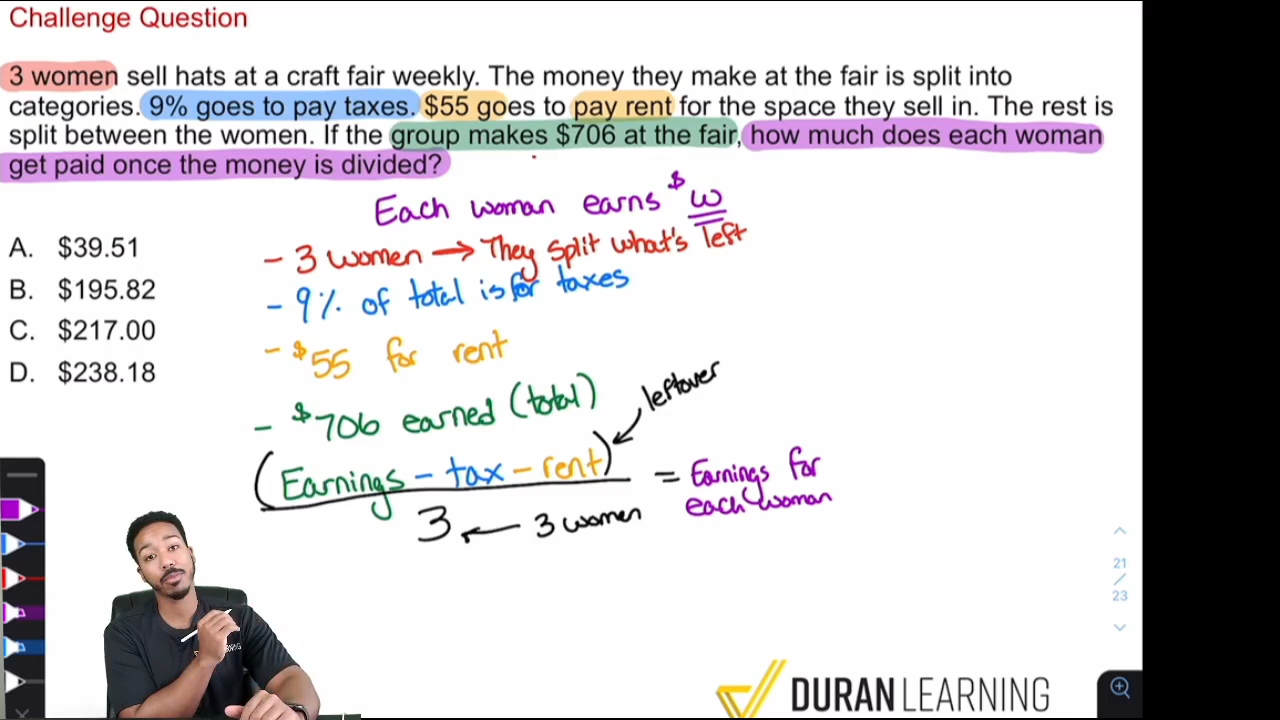 Challenge Question
3 women sell hats at a craft fair weekly. The money they make at the fair is split into
categories. 9% goes to pay taxes. $55 goes to pay rent for the space they sell in. The rest is
split between the women. If the group makes $706 at the fair, how much does each woman
get paid once the money is divided?
Each woman earns $ w
A. $39.51
- 3 women → They split what's left
B. $195.82
- 9% of total is for taxes
C. $217.00
- $55 for rent
D. $238.18
- $706 earned (total)
leftover
(Earnings - tax - rent) = Earnings for
each woman
3 ← 3 women
21
/
23
DURAN LEARNING